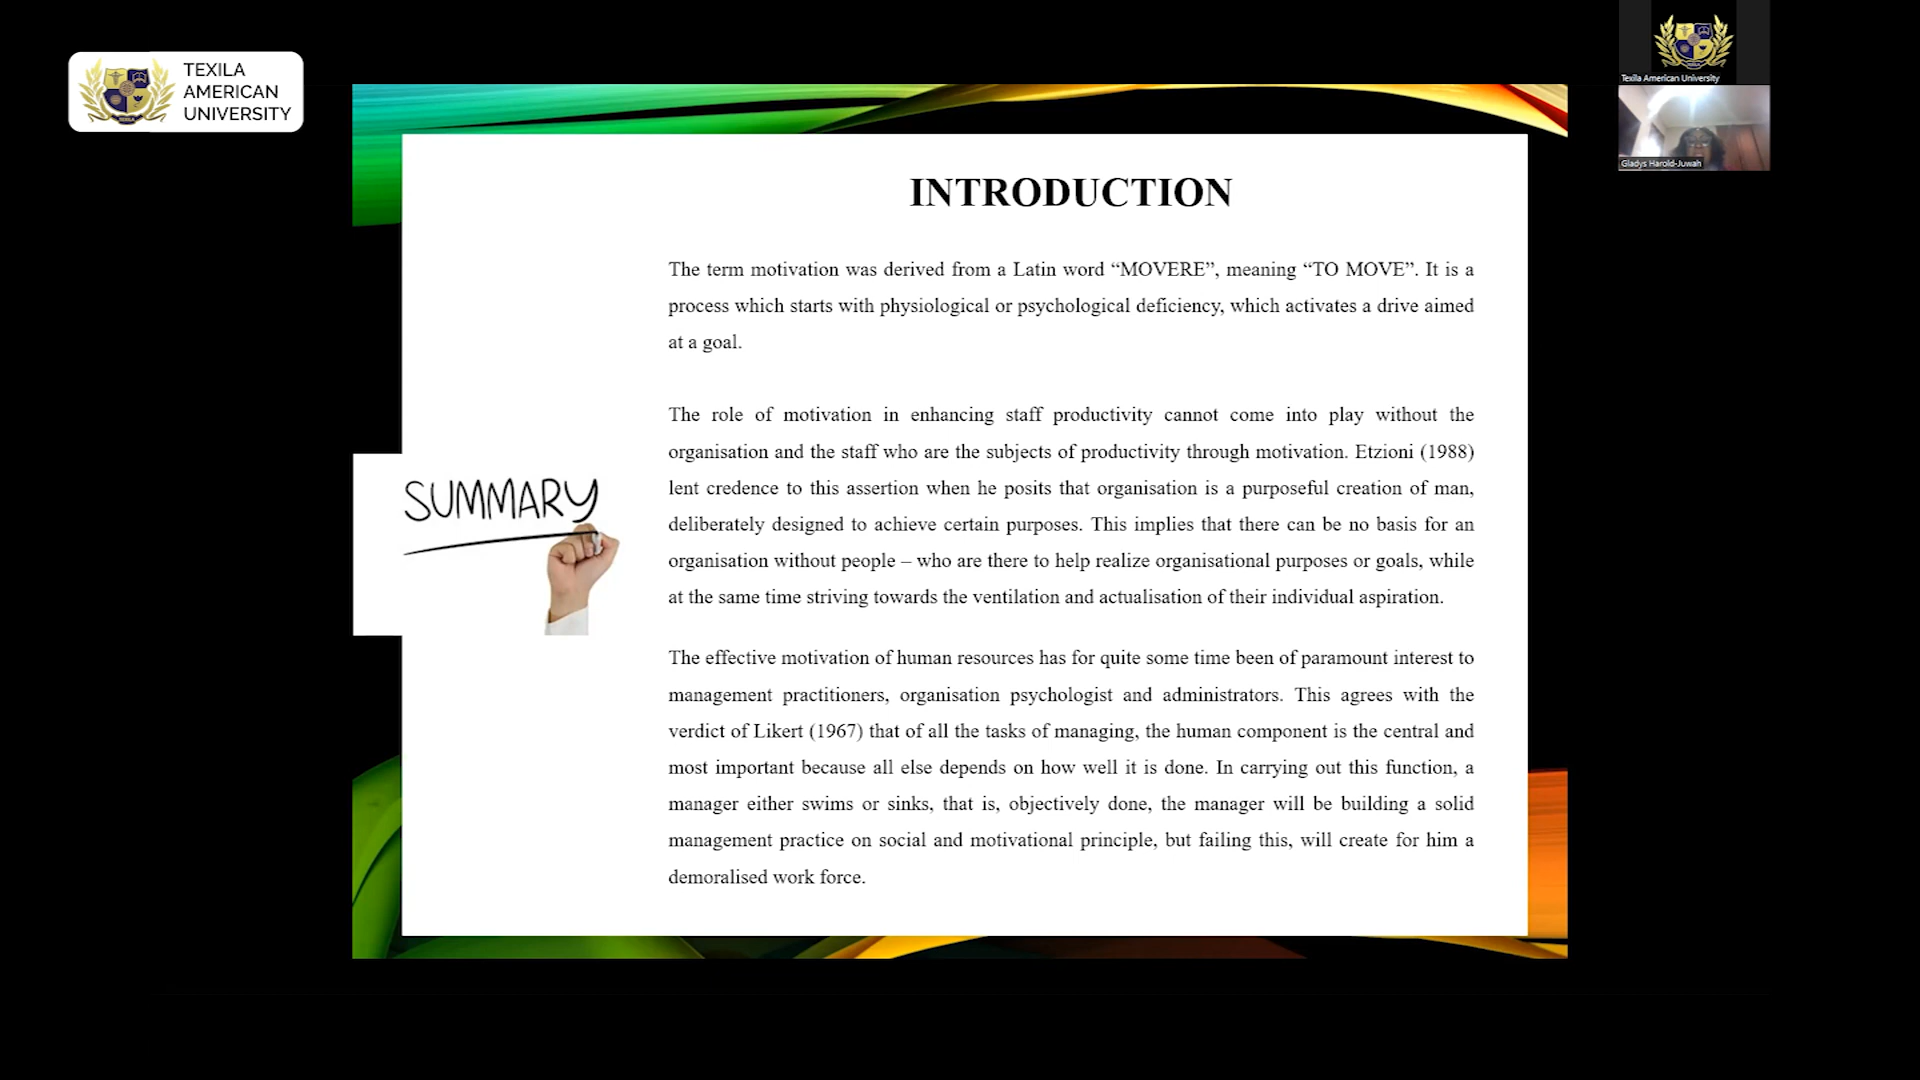 TEXILA
AMERICAN
UNIVERSITY
Texila American University
Gladys Harold-Juwah
INTRODUCTION
The term motivation was derived from a Latin word “MOVERE”, meaning “TO MOVE”. It is a
process which starts with physiological or psychological deficiency, which activates a drive aimed
at a goal.
The role of motivation in enhancing staff productivity cannot come into play without the
organisation and the staff who are the subjects of productivity through motivation. Etzioni (1988)
lent credence to this assertion when he posits that organisation is a purposeful creation of man,
deliberately designed to achieve certain purposes. This implies that there can be no basis for an
organisation without people – who are there to help realize organisational purposes or goals, while
at the same time striving towards the ventilation and actualisation of their individual aspiration.
SUMMARY
The effective motivation of human resources has for quite some time been of paramount interest to
management practitioners, organisation psychologist and administrators. This agrees with the
verdict of Likert (1967) that of all the tasks of managing, the human component is the central and
most important because all else depends on how well it is done. In carrying out this function, a
manager either swims or sinks, that is, objectively done, the manager will be building a solid
management practice on social and motivational principle, but failing this, will create for him a
demoralised work force.